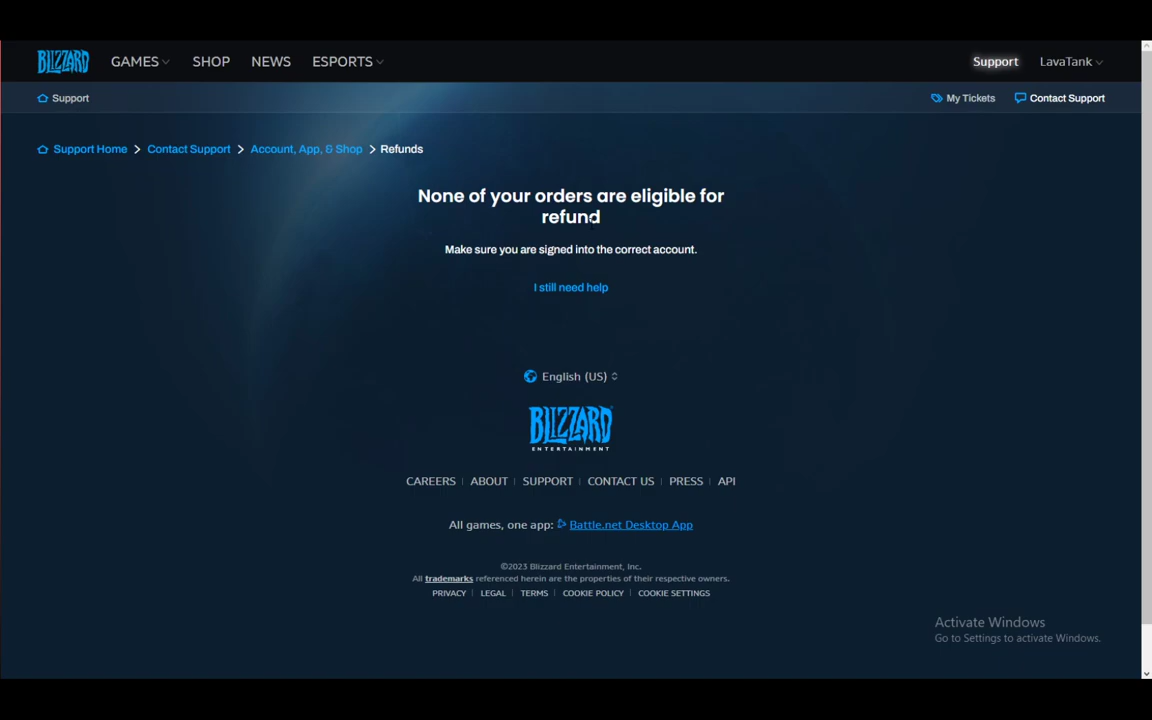 BLIZZARD GAMES SHOP NEWS ESPORTS Support LavaTank
Support My Tickets Contact Support
Support Home Contact Support Account, App, & Shop Refunds
None of your orders are eligible for
refund
Make sure you are signed into the correct account.
I still need help
English (US)
BLIZZARD
ENTERTAINMENT
CAREERS | ABOUT | SUPPORT | CONTACT US | PRESS | API
All games, one app: Battle.net Desktop App
©2023 Blizzard Entertainment, Inc.
All trademarks referenced herein are the properties of their respective owners.
PRIVACY | LEGAL | TERMS | COOKIE POLICY | COOKIE SETTINGS
Activate Windows
Go to Settings to activate Windows.